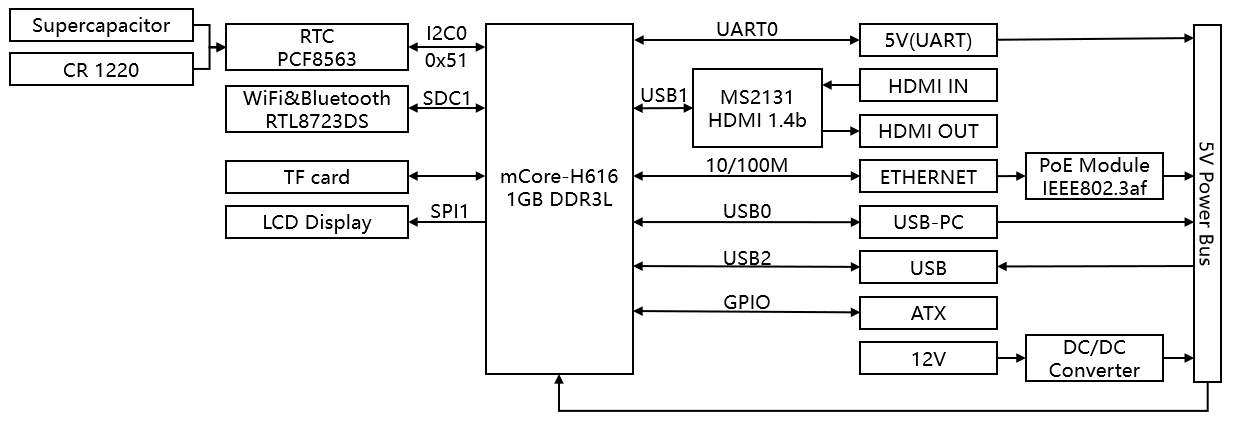 Supercapacitor
CR 1220
RTC
PCF8563
I2C0
0x51
WiFi&Bluetooth
RTL8723DS
SDC1
TF card
LCD Display
SPI1
mCore-H616
1GB DDR3L
UART0
5V(UART)
USB1
MS2131
HDMI 1.4b
HDMI IN
HDMI OUT
10/100M
ETHERNET
PoE Module
IEEE802.3af
USB0
USB-PC
USB2
USB
GPIO
ATX
12V
DC/DC
Converter
5V Power Bus